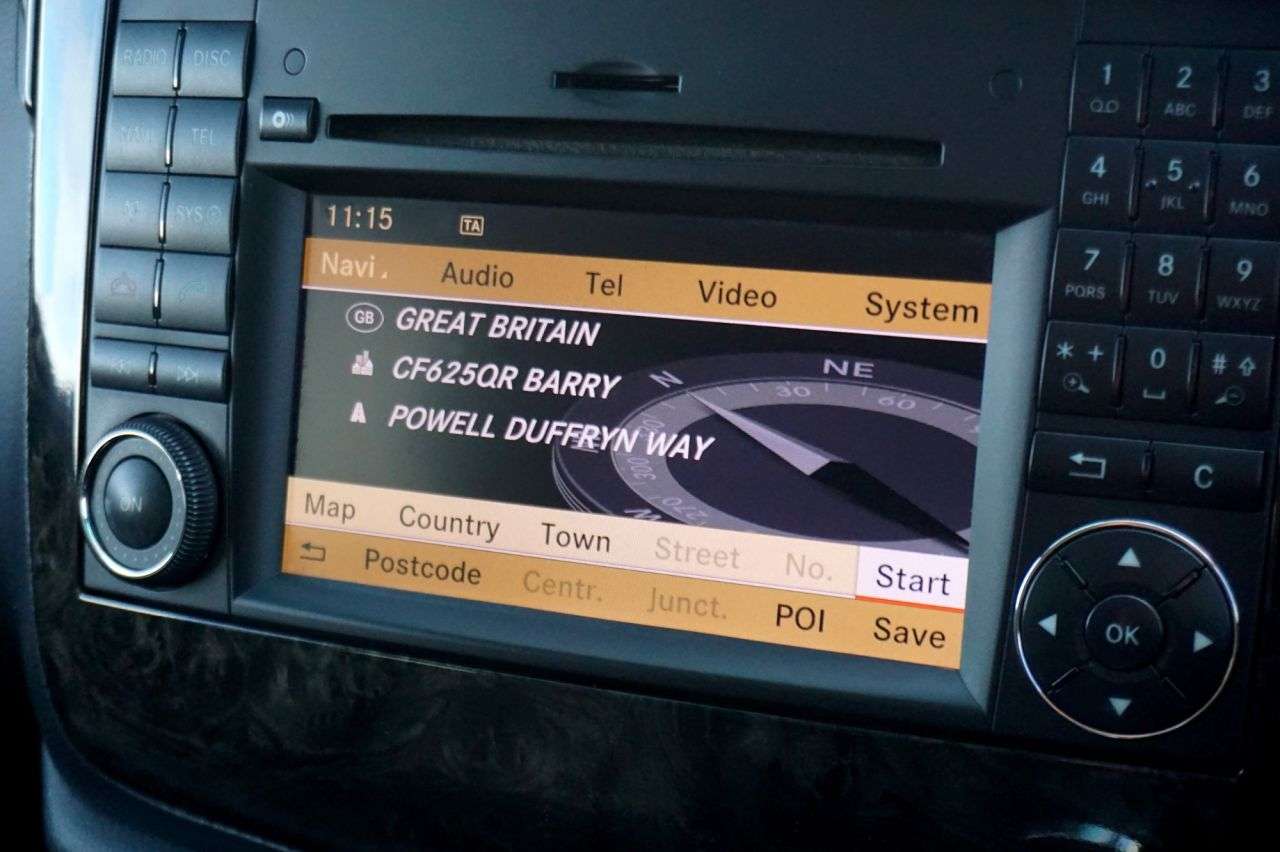 RADIO DISC
NAVI TEL
SYS
ON
11:15 TA
Navi Audio Tel Video System
GB GREAT BRITAIN
CF625QR BARRY
POWELL DUFFRYN WAY
N NE
30 60
330
270
W
Map Country Town Street No. Start
Postcode Centr. Junct. POI Save
1 2 3
ABC DEF
4 5 6
GHI JKL MNO
7 8 9
PQRS TUV WXYZ
* + 0 #
C
OK